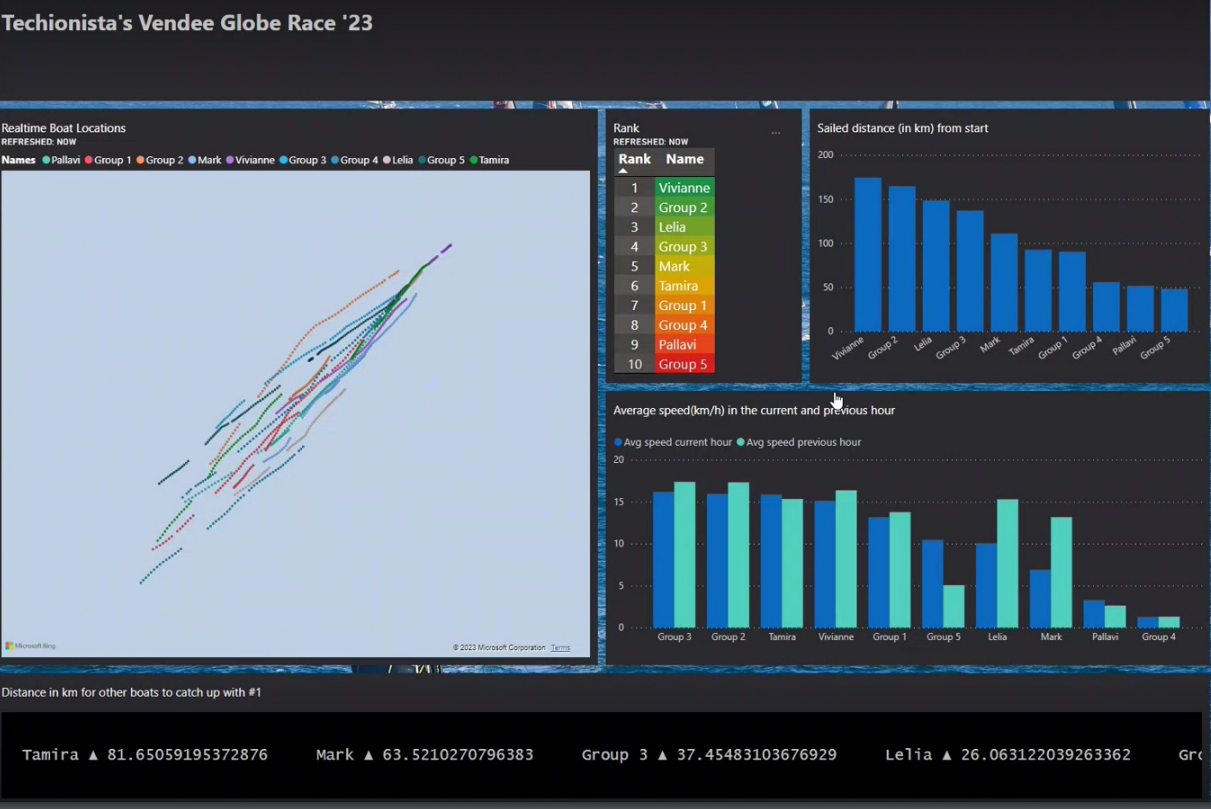 Techionista's Vendee Globe Race '23
Realtime Boat Locations
REFRESHED: NOW
Names Pallavi Group 1 Group 2 Mark Vivianne Group 3 Group 4 Lelia Group 5 Tamira
Microsoft Bing
© 2023 Microsoft Corporation Terms
Rank
...
REFRESHED: NOW
Rank Name
1 Vivianne
2 Group 2
3 Lelia
4 Group 3
5 Mark
6 Tamira
7 Group 1
8 Group 4
9 Pallavi
10 Group 5
Sailed distance (in km) from start
200
150
100
50
0
Vivianne Group 2 Lelia Group 3 Mark Tamira Group 1 Group 4 Pallavi Group 5
Average speed(km/h) in the current and previous hour
Avg speed current hour Avg speed previous hour
20
15
10
5
0
Group 3 Group 2 Tamira Vivianne Group 1 Group 5 Lelia Mark Pallavi Group 4
Distance in km for other boats to catch up with #1
Tamira ▲ 81.65059195372876 Mark ▲ 63.5210270796383 Group 3 ▲ 37.45483103676929 Lelia ▲ 26.063122039263362 Gro